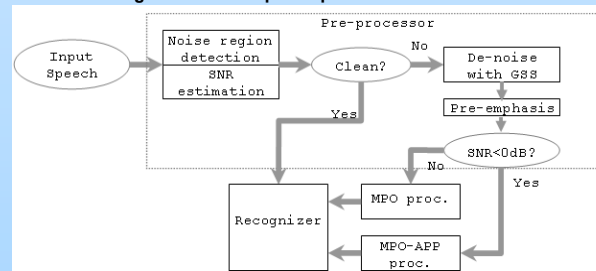 Pre-processor
Input
Speech
Noise region
detection
SNR
estimation
Clean?
No
De-noise
with GSS
Pre-emphasis
Yes
SNR<0dB?
No
Yes
Recognizer
MPO proc.
MPO-APP
proc.